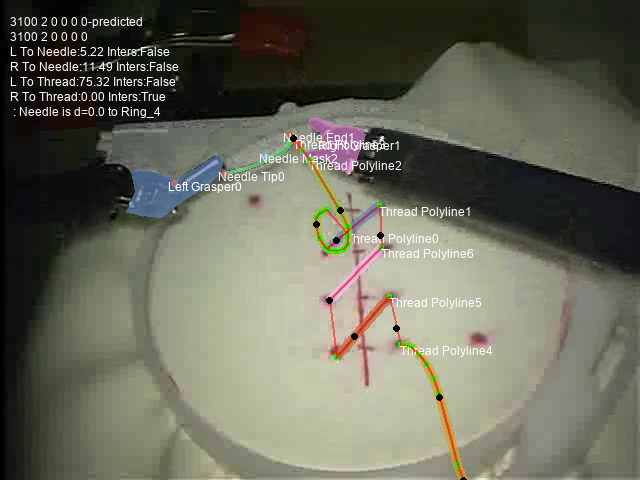 3100 2 0 0 0 0-predicted
3100 2 0 0 0 0
L To Needle:5.22 Inters:False
R To Needle:11.49 Inters:False
L To Thread:75.32 Inters:False
R To Thread:0.00 Inters:True
: Needle is d=0.0 to Ring_4
Needle End1
Needle Mask2
Thread Polyline2
Needle Tip0
Left Grasper0
Thread Polyline1
Thread Polyline0
Thread Polyline6
Thread Polyline5
Thread Polyline4